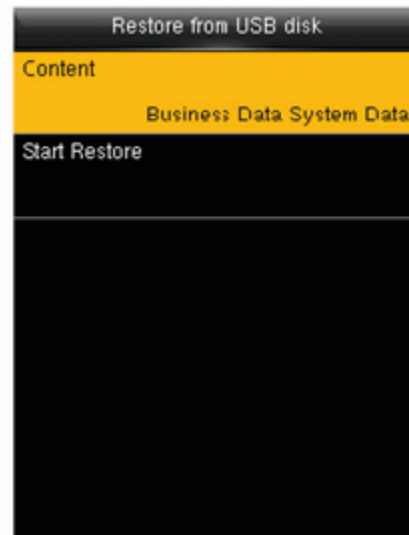 Restore from USB disk
Content
Business Data System Data
Start Restore